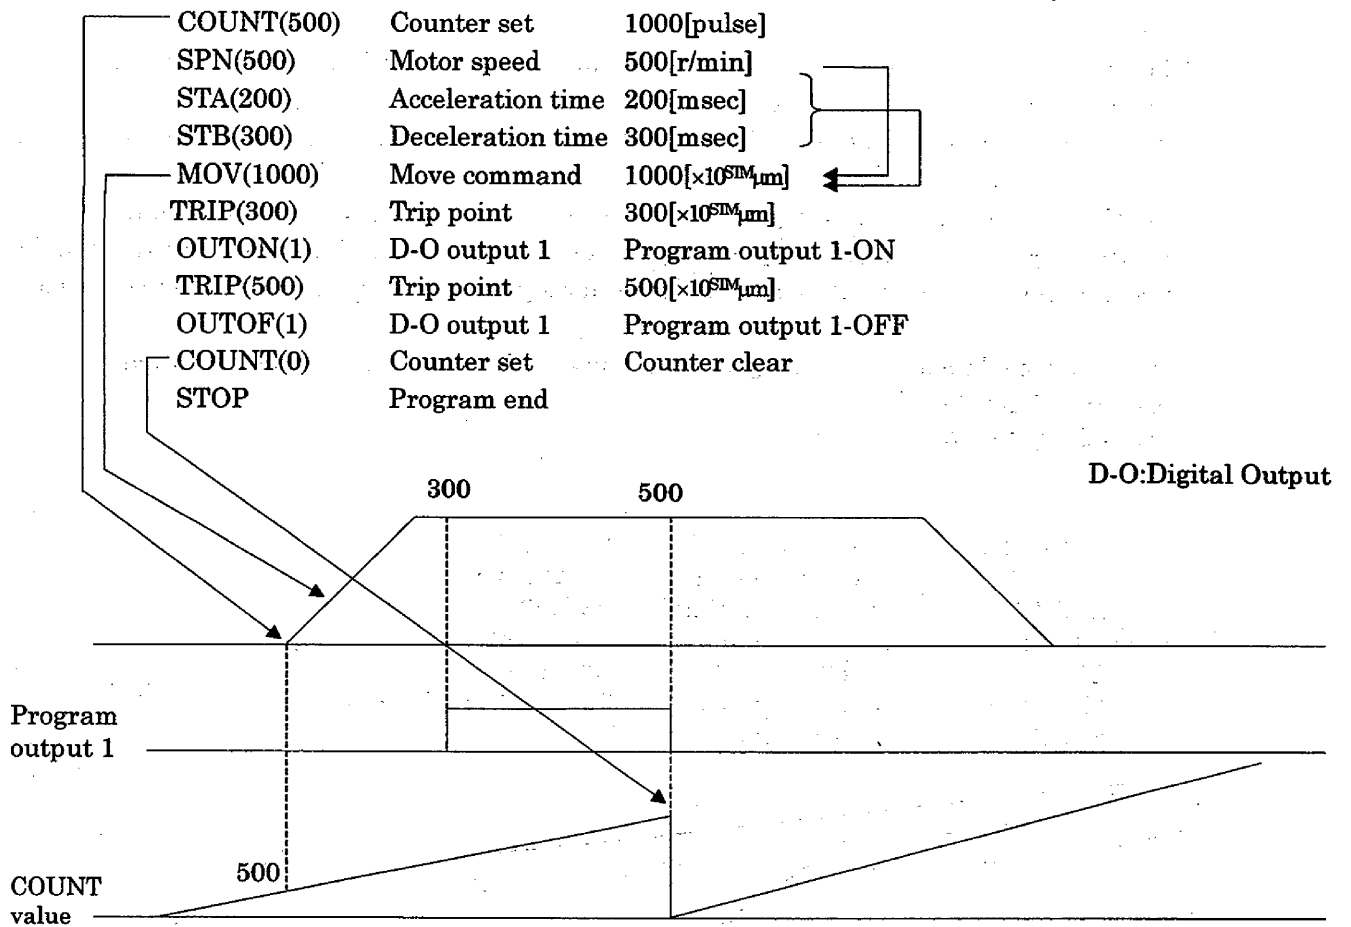 COUNT(500) Counter set 1000[pulse]
SPN(500) Motor speed 500[r/min]
STA(200) Acceleration time 200[msec]
STB(300) Deceleration time 300[msec]
MOV(1000) Move command 1000[×10STMμm]
TRIP(300) Trip point 300[×10STMμm]
OUTON(1) D-O output 1 Program output 1-ON
TRIP(500) Trip point 500[×10STMμm]
OUTOF(1) D-O output 1 Program output 1-OFF
COUNT(0) Counter set Counter clear
STOP Program end
D-O:Digital Output
300 500
Program
output 1
500
COUNT
value